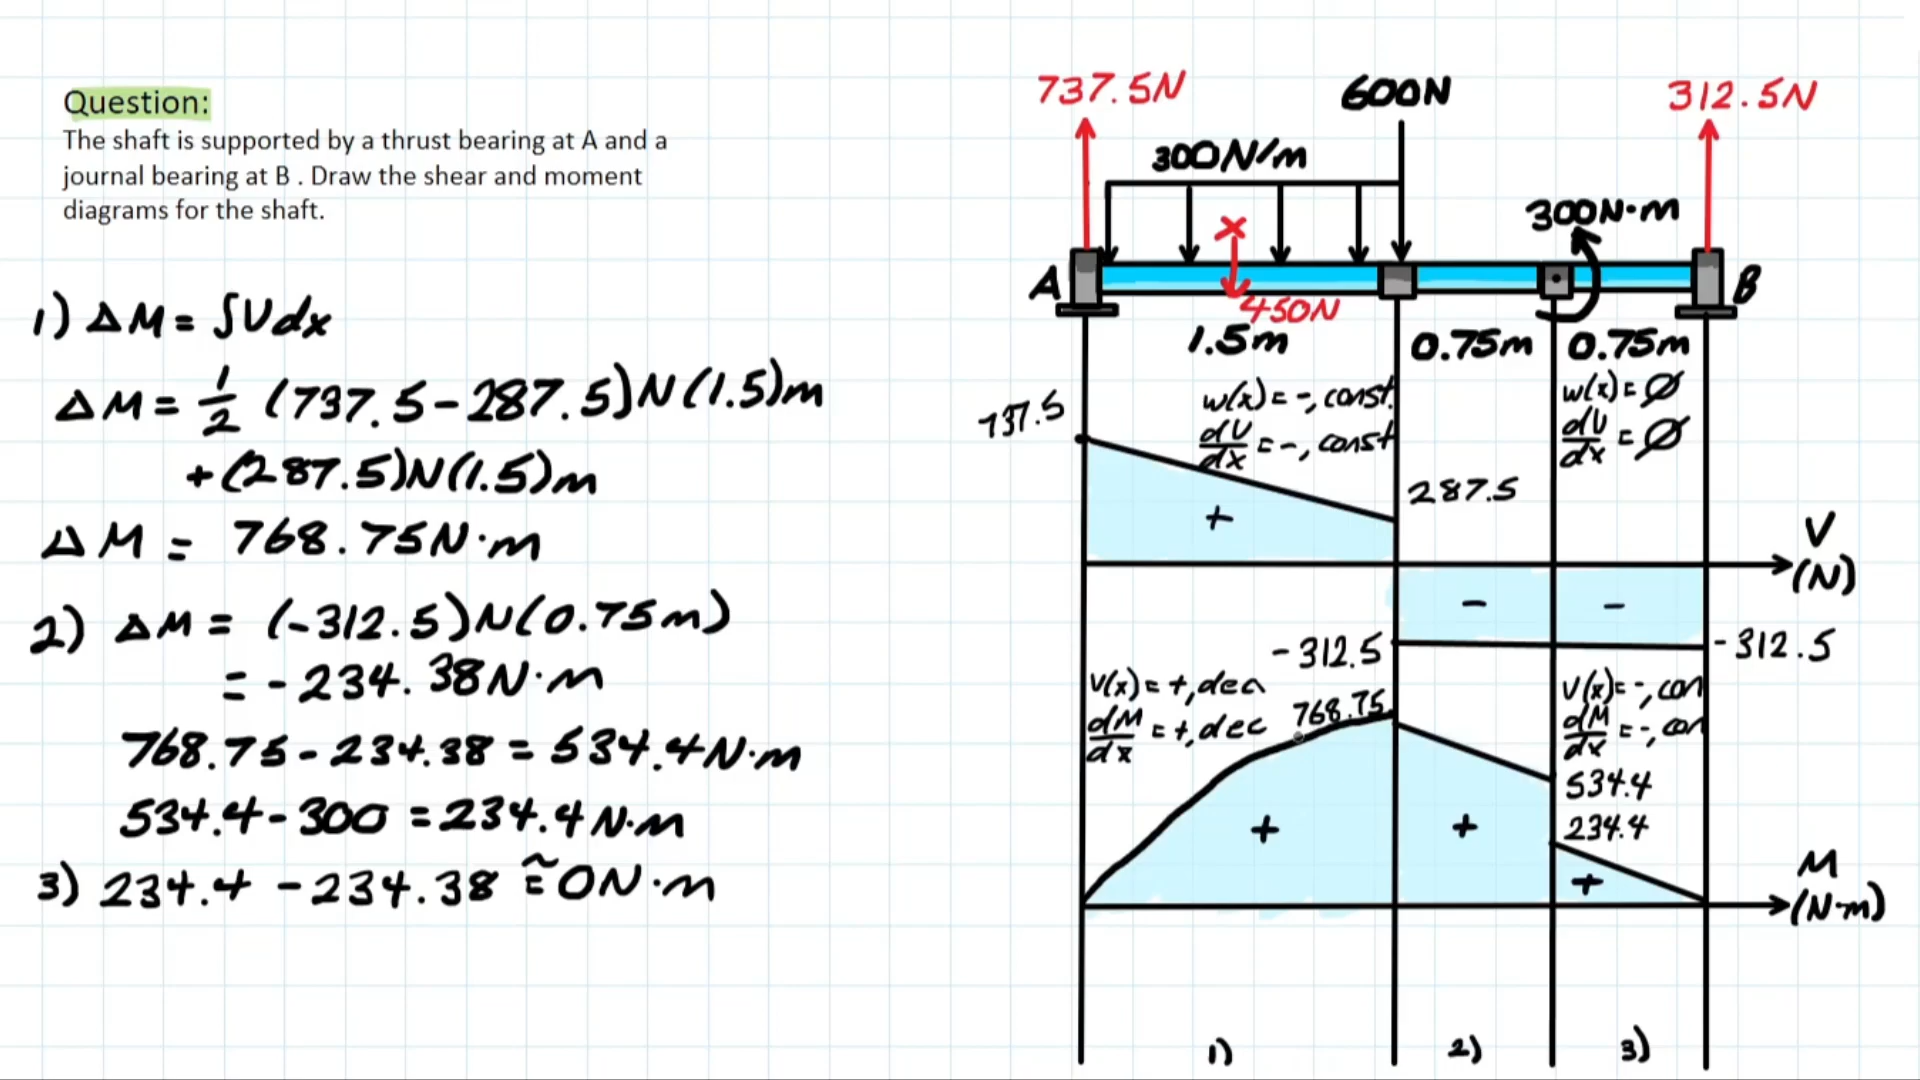 Question:
The shaft is supported by a thrust bearing at A and a
journal bearing at B . Draw the shear and moment
diagrams for the shaft.
1) ΔM = ∫Vdx
ΔM = 1/2 (737.5-287.5)N(1.5)m
+(287.5)N(1.5)m
ΔM = 768.75N·m
2) ΔM = (-312.5)N(0.75m)
= -234.38N·m
768.75-234.38 = 534.4N·m
534.4-300 = 234.4N·m
3) 234.4 -234.38 ≅ 0N·m
737.5N
600N
312.5N
300N/m
300N·m
A
B
x
450N
1.5m
0.75m
0.75m
737.5
w(x) = -, const.
dV/dx = -, const
w(x) = ∅
dV/dx = ∅
287.5
+
V
(N)
-
-
-312.5
-312.5
V(x) = +, dec
dM/dx = +, dec
768.75
V(x) = -, con
dM/dx = -, con
534.4
234.4
+
+
+
M
(N·m)
1)
2)
3)